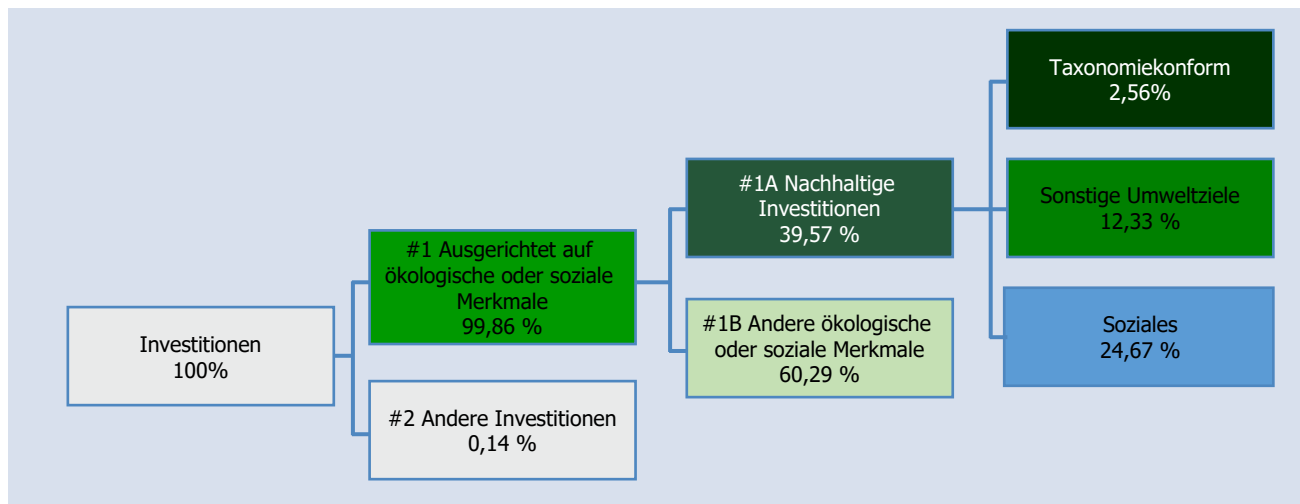 Investitionen
100%
#1 Ausgerichtet auf
ökologische oder soziale
Merkmale
99,86 %
#2 Andere Investitionen
0,14 %
#1A Nachhaltige
Investitionen
39,57 %
#1B Andere ökologische
oder soziale Merkmale
60,29 %
Taxonomiekonform
2,56%
Sonstige Umweltziele
12,33 %
Soziales
24,67 %